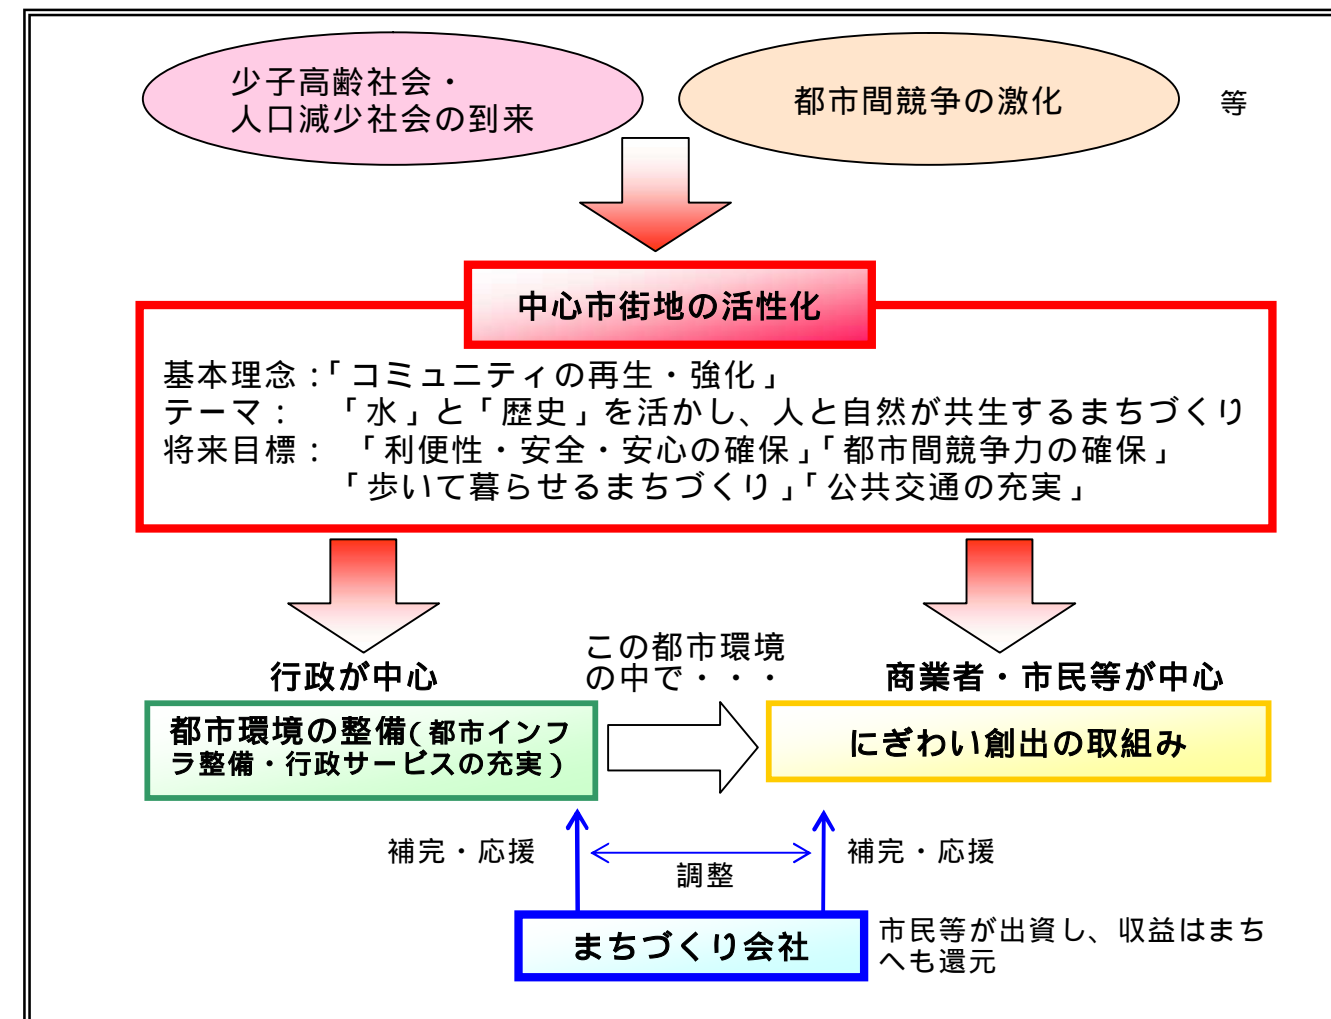 少子高齢社会・
人口減少社会の到来
都市間競争の激化
等
中心市街地の活性化
基本理念：「コミュニティの再生・強化」
テーマ：　「水」と「歴史」を活かし、人と自然が共生するまちづくり
将来目標：　「利便性・安全・安心の確保」「都市間競争力の確保」
「歩いて暮らせるまちづくり」「公共交通の充実」
行政が中心
この都市環境
の中で・・・
商業者・市民等が中心
都市環境の整備(都市インフ
ラ整備・行政サービスの充実)
にぎわい創出の取組み
補完・応援
調整
補完・応援
まちづくり会社
市民等が出資し、収益はまち
へも還元